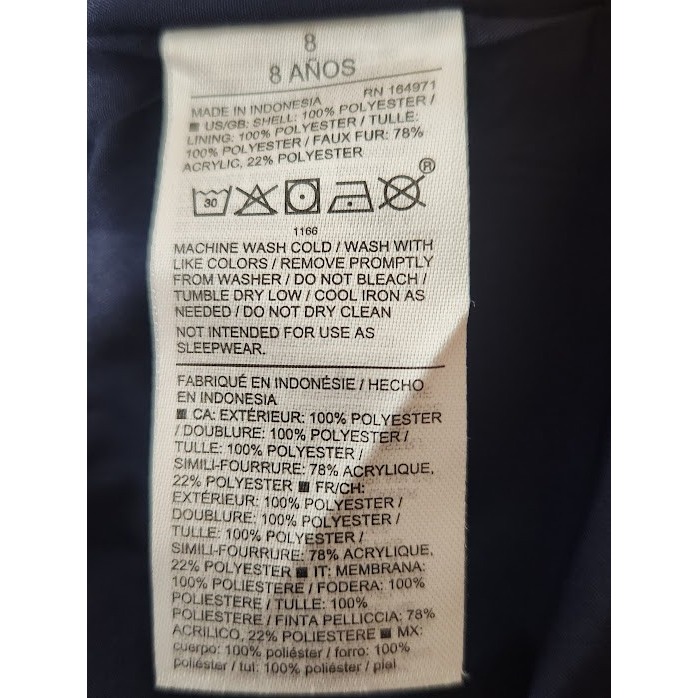 8
8 AÑOS
MADE IN INDONESIA RN 164971
US/GB: SHELL: 100% POLYESTER /
LINING: 100% POLYESTER / TULLE:
100% POLYESTER / FAUX FUR: 78%
ACRYLIC, 22% POLYESTER
30 ®
1166
MACHINE WASH COLD / WASH WITH
LIKE COLORS / REMOVE PROMPTLY
FROM WASHER / DO NOT BLEACH /
TUMBLE DRY LOW / COOL IRON AS
NEEDED / DO NOT DRY CLEAN
NOT INTENDED FOR USE AS
SLEEPWEAR.
FABRIQUÉ EN INDONÉSIE / HECHO
EN INDONESIA
CA: EXTÉRIEUR: 100% POLYESTER
/ DOUBLURE: 100% POLYESTER /
TULLE: 100% POLYESTER /
SIMILI-FOURRURE: 78% ACRYLIQUE,
22% POLYESTER FR/CH:
EXTÉRIEUR: 100% POLYESTER /
DOUBLURE: 100% POLYESTER /
TULLE: 100% POLYESTER /
SIMILI-FOURRURE: 78% ACRYLIQUE,
22% POLYESTER IT: MEMBRANA:
100% POLIESTERE / FODERA: 100%
POLIESTERE / TULLE: 100%
POLIESTERE / FINTA PELLICCIA: 78%
ACRILICO, 22% POLIESTERE MX:
cuerpo: 100% poliéster / forro: 100%
poliéster / tul: 100% poliéster / piel